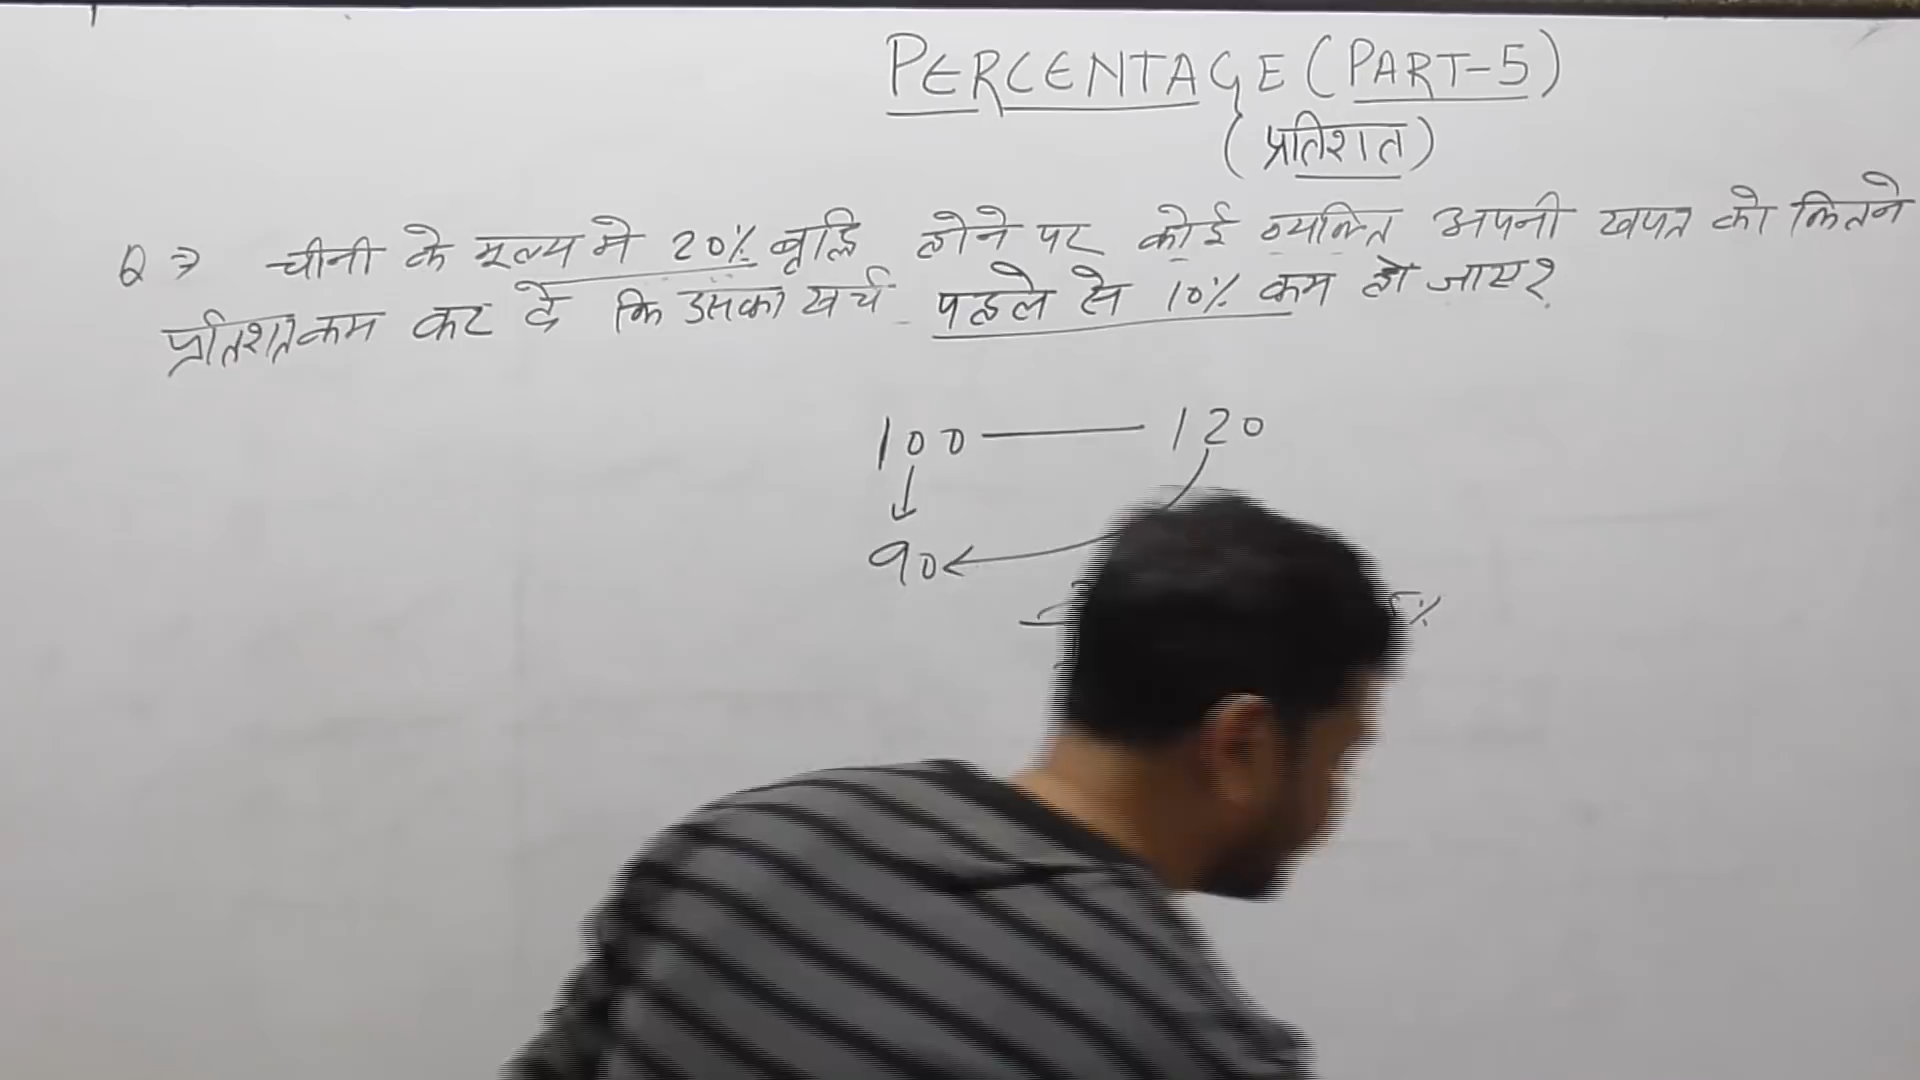 PERCENTAGE (PART-5)
(प्रतिशत)
Q ⇒ चीनी के मूल्य मे 20% वृद्धि होने पर कोई व्यक्ति अपनी खपत को कितने
प्रतिशत कम कर दे कि उसका खर्च पहले से 10% कम हो जाए?
100 — 120
90
%